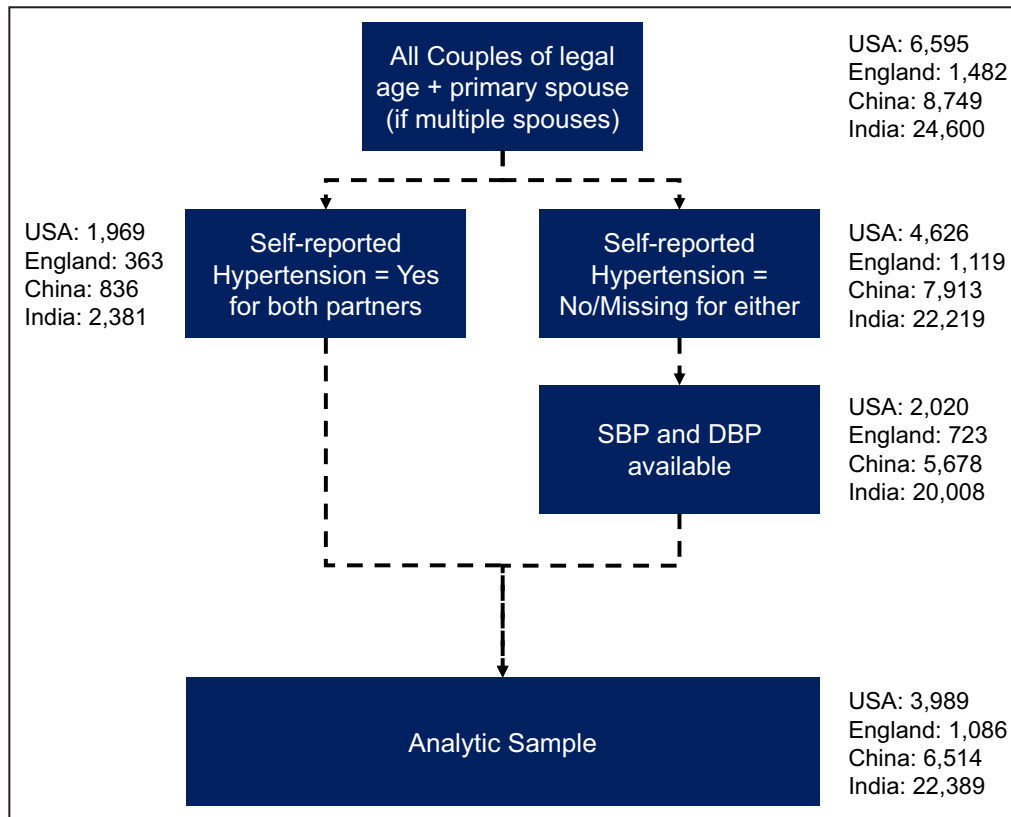 All Couples of legal
age + primary spouse
(if multiple spouses)
USA: 6,595
England: 1,482
China: 8,749
India: 24,600
USA: 1,969
England: 363
China: 836
India: 2,381
Self-reported
Hypertension = Yes
for both partners
Self-reported
Hypertension =
No/Missing for either
USA: 4,626
England: 1,119
China: 7,913
India: 22,219
SBP and DBP
available
USA: 2,020
England: 723
China: 5,678
India: 20,008
Analytic Sample
USA: 3,989
England: 1,086
China: 6,514
India: 22,389